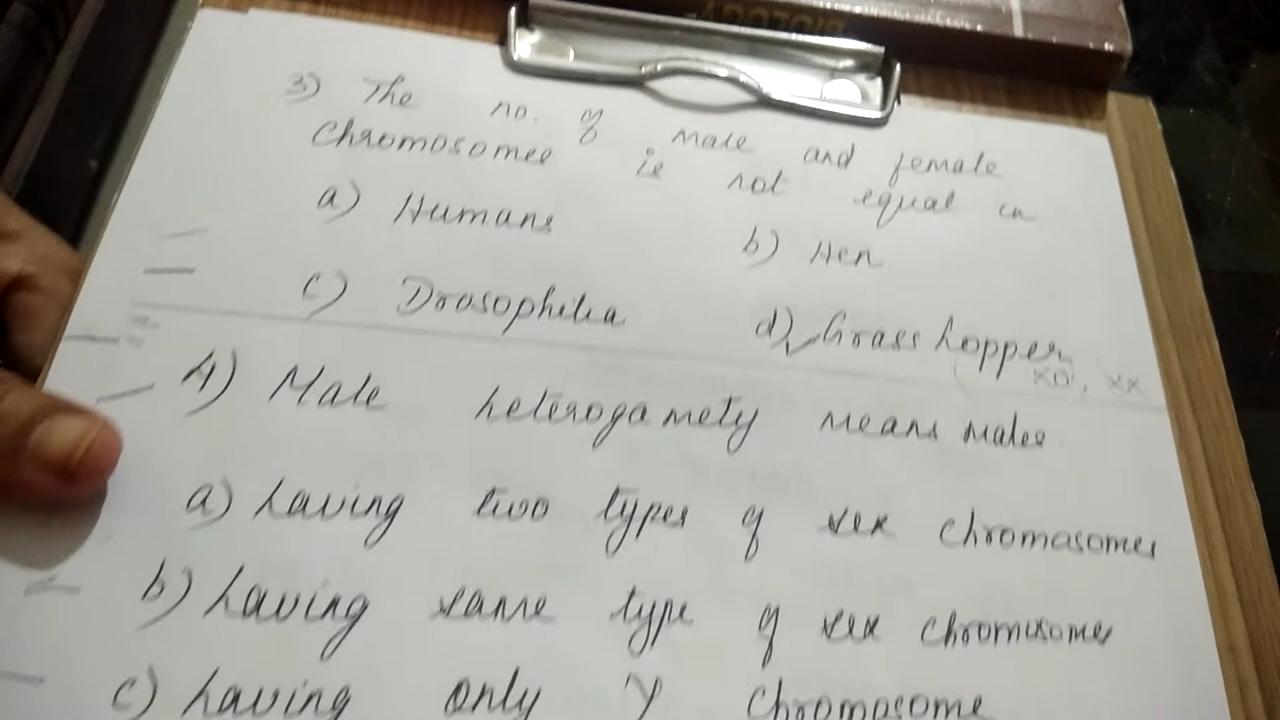 BIOLOGY
3) The no. of male and female
chromosomes is not equal in
a) Humans
b) Hen
c) Drosophila
d) Grass hopper
XO, XX
4) Male heterogamety means males
a) having two types of sex chromasomes
b) having same type of sex chromosomes
c) having only Y chromosome